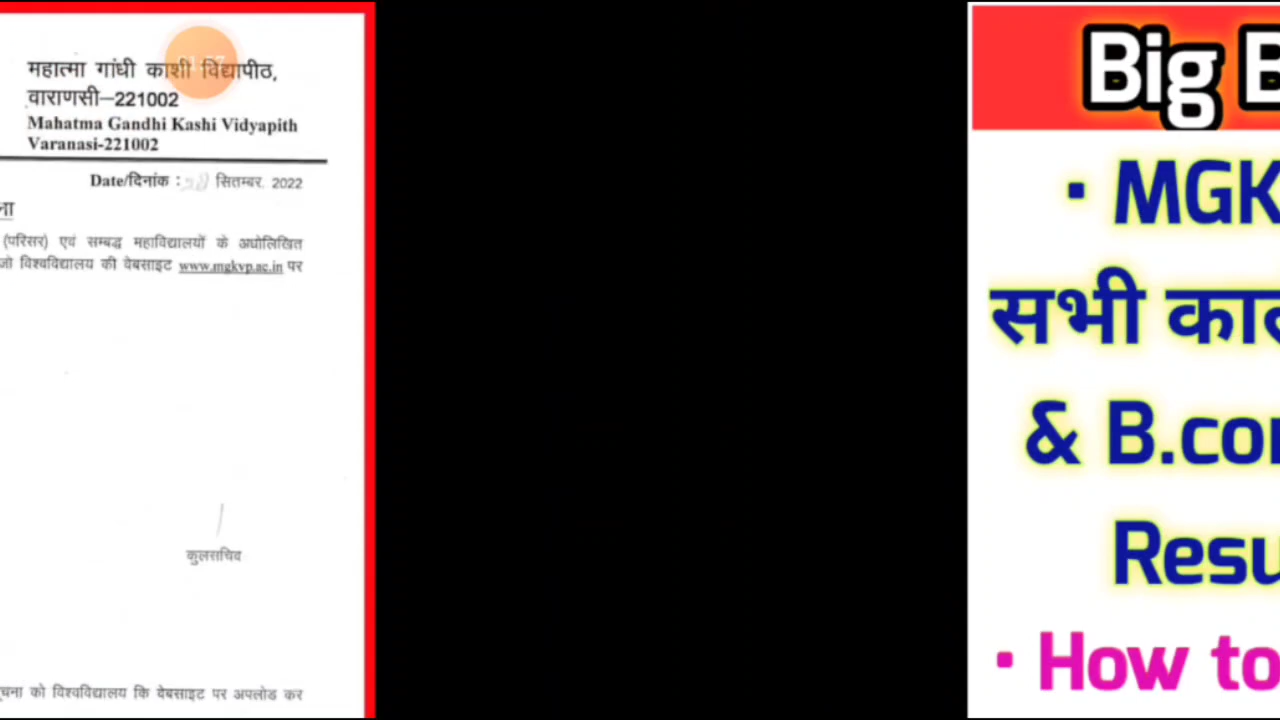 महात्मा गांधी काशी विद्यापीठ,
वाराणसी–221002
Mahatma Gandhi Kashi Vidyapith
Varanasi-221002
Date/दिनांक : सितम्बर, 2022
(परिसर) एवं सम्बद्ध महाविद्यालयों के अधोलिखित
जो विश्वविद्यालय की वेबसाइट www.mgkvp.ac.in पर
कुलसचिव
को विश्वविद्यालय कि वेबसाइट पर अपलोड कर
Big B
· MGK
सभी काल
& B.com
Resu
· How to